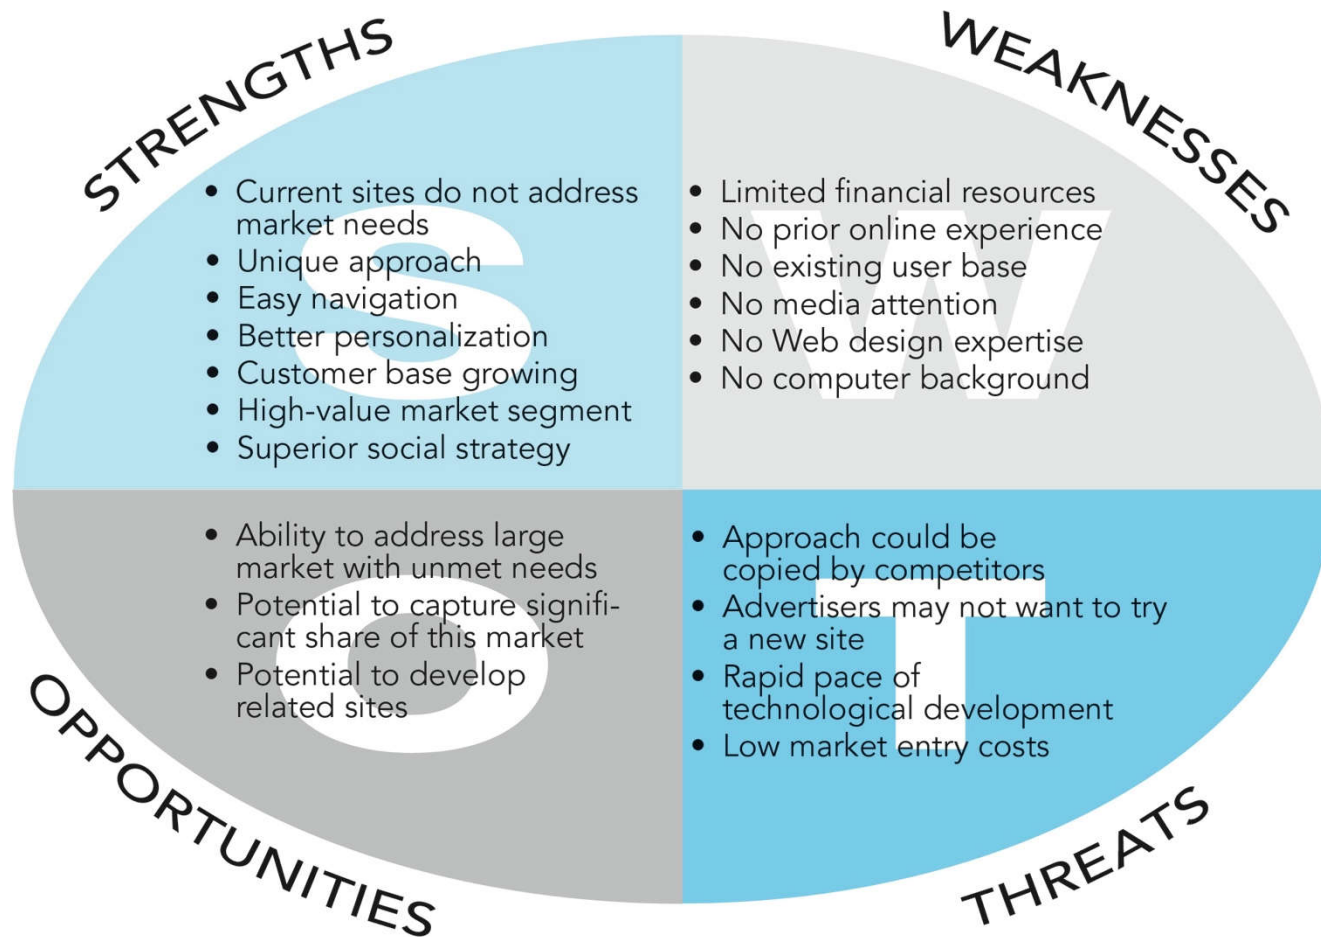 STRENGTHS
S
• Current sites do not address
market needs
• Unique approach
• Easy navigation
• Better personalization
• Customer base growing
• High-value market segment
• Superior social strategy
WEAKNESSES
W
• Limited financial resources
• No prior online experience
• No existing user base
• No media attention
• No Web design expertise
• No computer background
OPPORTUNITIES
O
• Ability to address large
market with unmet needs
• Potential to capture signifi-
cant share of this market
• Potential to develop
related sites
THREATS
T
• Approach could be
copied by competitors
• Advertisers may not want to try
a new site
• Rapid pace of
technological development
• Low market entry costs